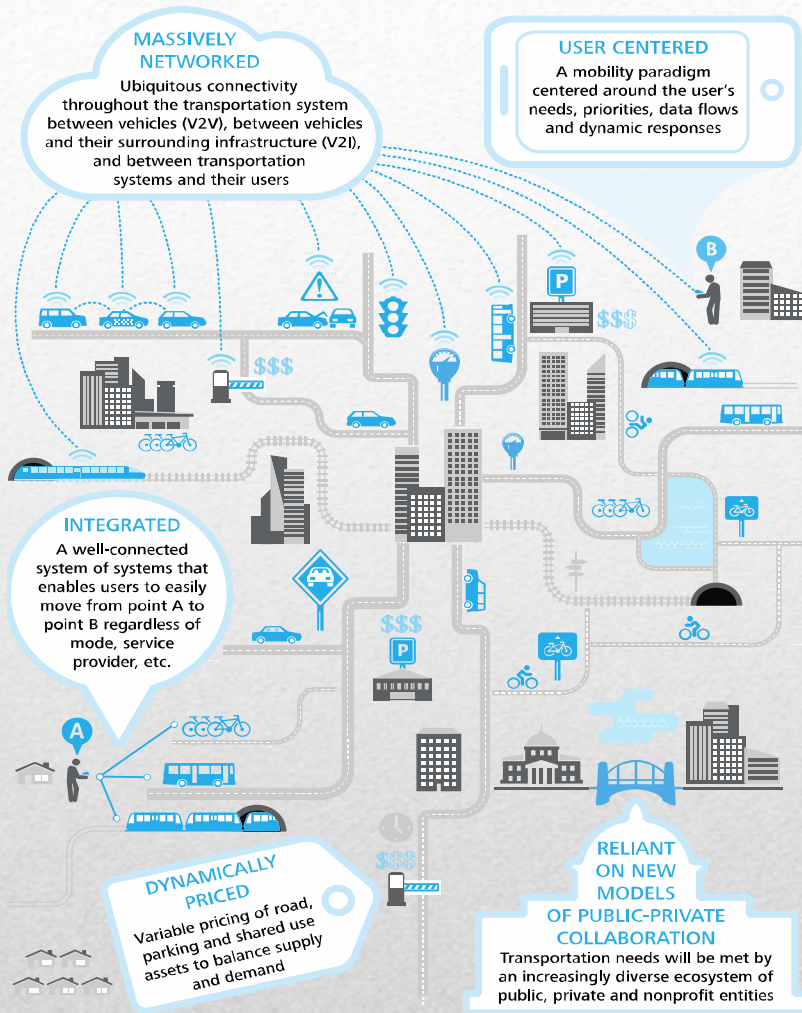 MASSIVELY
NETWORKED
Ubiquitous connectivity
throughout the transportation system
between vehicles (V2V), between vehicles
and their surrounding infrastructure (V2I),
and between transportation
systems and their users
USER CENTERED
A mobility paradigm
centered around the user's
needs, priorities, data flows
and dynamic responses
B
P
$$$
$$$
INTEGRATED
A well-connected
system of systems that
enables users to easily
move from point A to
point B regardless of
mode, service
provider, etc.
$$$
P
A
$$$
DYNAMICALLY
PRICED
Variable pricing of road,
parking and shared use
assets to balance supply
and demand
RELIANT
ON NEW
MODELS
OF PUBLIC-PRIVATE
COLLABORATION
Transportation needs will be met by
an increasingly diverse ecosystem of
public, private and nonprofit entities